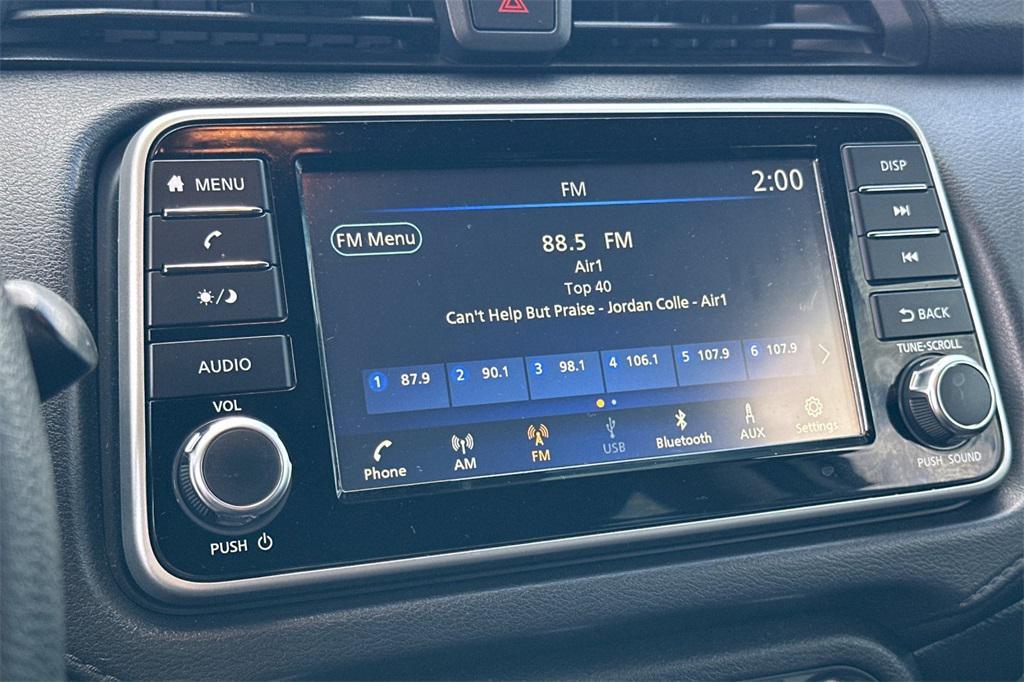 MENU
AUDIO
VOL
PUSH
FM
2:00
FM Menu
88.5 FM
Air1
Top 40
Can't Help But Praise - Jordan Colle - Air1
1 87.9 2 90.1 3 98.1 4 106.1 5 107.9 6 107.9
Phone AM FM USB Bluetooth AUX Settings
DISP
BACK
TUNE·SCROLL
PUSH SOUND